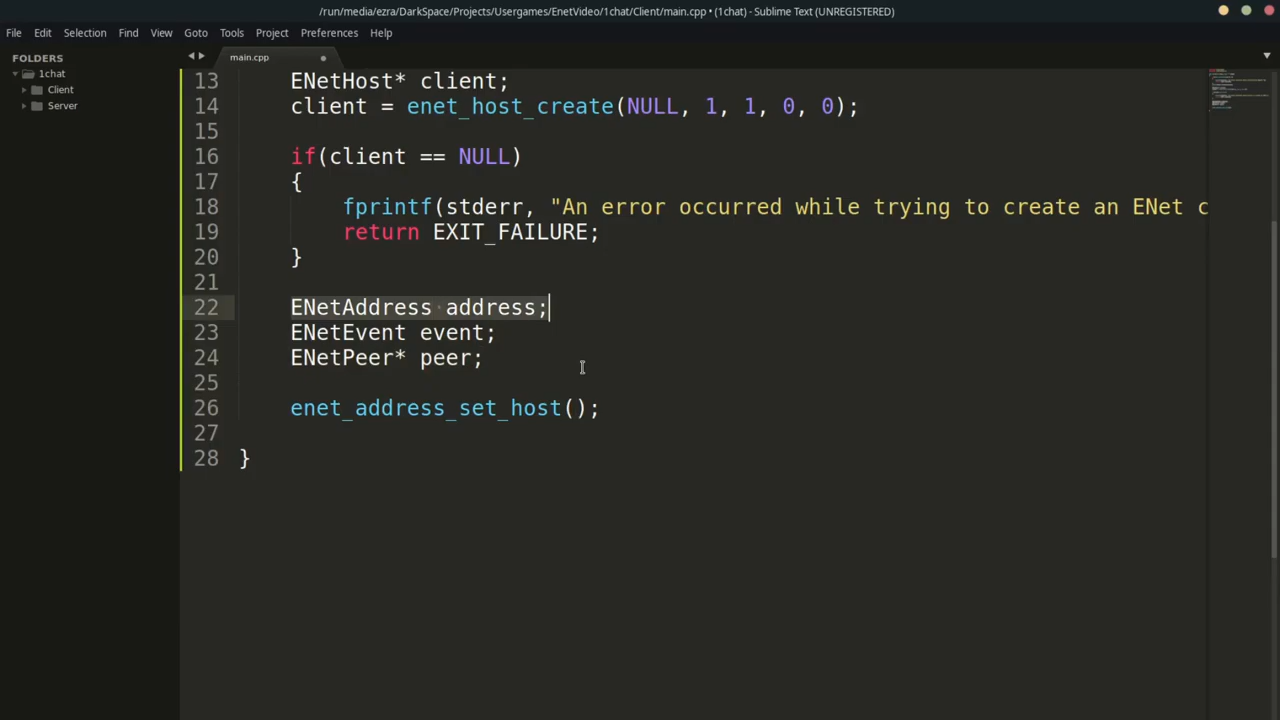 /run/media/ezra/DarkSpace/Projects/Usergames/EnetVideo/1chat/Client/main.cpp • (1chat) - Sublime Text (UNREGISTERED)
File Edit Selection Find View Goto Tools Project Preferences Help
FOLDERS
1chat
Client
Server
main.cpp
13 ENetHost* client;
14 client = enet_host_create(NULL, 1, 1, 0, 0);
15
16 if(client == NULL)
17 {
18 fprintf(stderr, "An error occurred while trying to create an ENet c
19 return EXIT_FAILURE;
20 }
21
22 ENetAddress address;
23 ENetEvent event;
24 ENetPeer* peer;
25
26 enet_address_set_host();
27
28 }